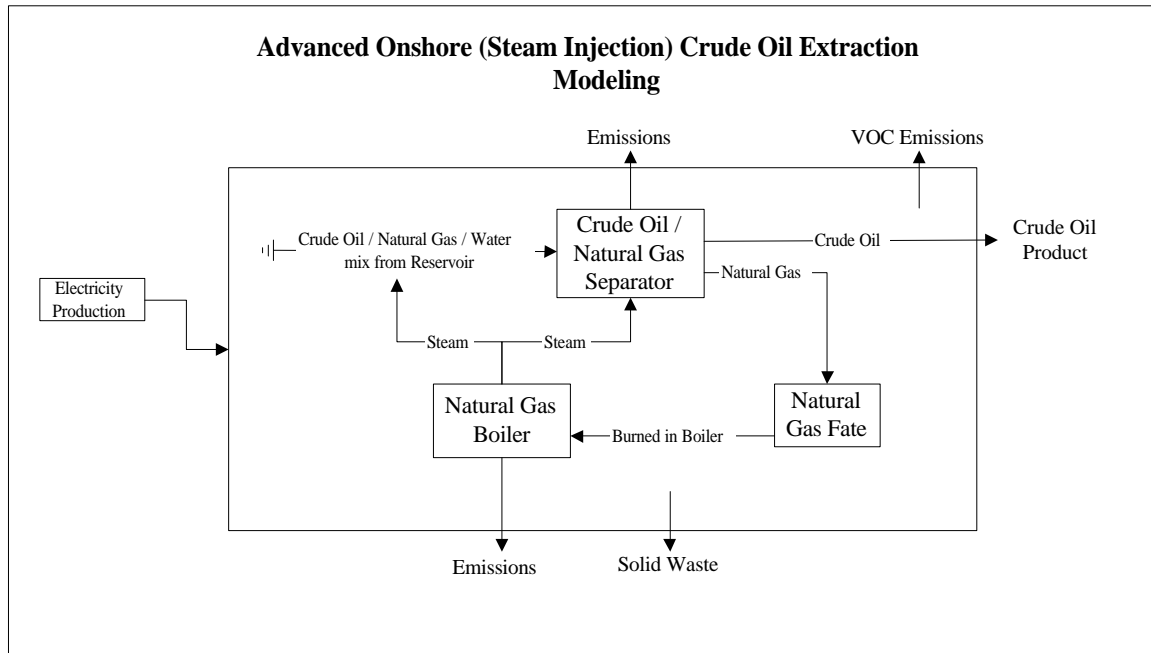 Advanced Onshore (Steam Injection) Crude Oil Extraction
Modeling
Emissions
VOC Emissions
Crude Oil / Natural Gas / Water
mix from Reservoir
Crude Oil /
Natural Gas
Separator
Crude Oil
Crude Oil
Product
Natural Gas
Electricity
Production
Steam
Steam
Natural Gas
Boiler
Burned in Boiler
Natural
Gas Fate
Emissions
Solid Waste